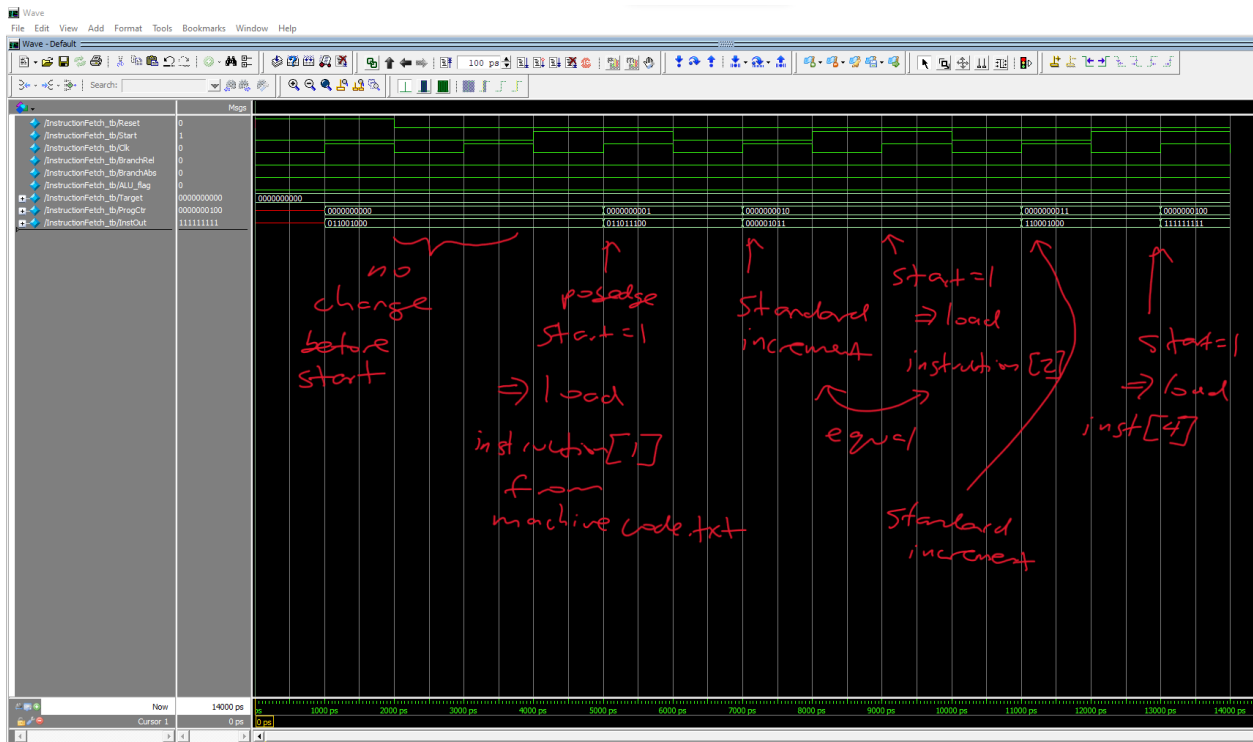 Wave
File Edit View Add Format Tools Bookmarks Window Help
Wave - Default
100 ps
Search:
Msgs
/InstructionFetch_tb/Reset 0
/InstructionFetch_tb/Start 1
/InstructionFetch_tb/Clk 0
/InstructionFetch_tb/BranchRel 0
/InstructionFetch_tb/BranchAbs 0
/InstructionFetch_tb/ALU_flag 0
/InstructionFetch_tb/Target 0000000000 0000000000
/InstructionFetch_tb/ProgCtr 0000000100 0000000000 0000000001 0000000010 0000000011 0000000100
/InstructionFetch_tb/InstOut 111111111 011001000 011011100 000001011 110001000 111111111
no
change
before
start
posedge
start=1
⇒ load
instruction[1]
from
machine code.txt
Standard
increment
start=1
⇒ load
instruction [2]
equal
standard
increment
start=1
⇒ load
inst[4]
Now 14000 ps
ps 1000 ps 2000 ps 3000 ps 4000 ps 5000 ps 6000 ps 7000 ps 8000 ps 9000 ps 10000 ps 11000 ps 12000 ps 13000 ps 14000 ps
Cursor 1 0 ps 0 ps